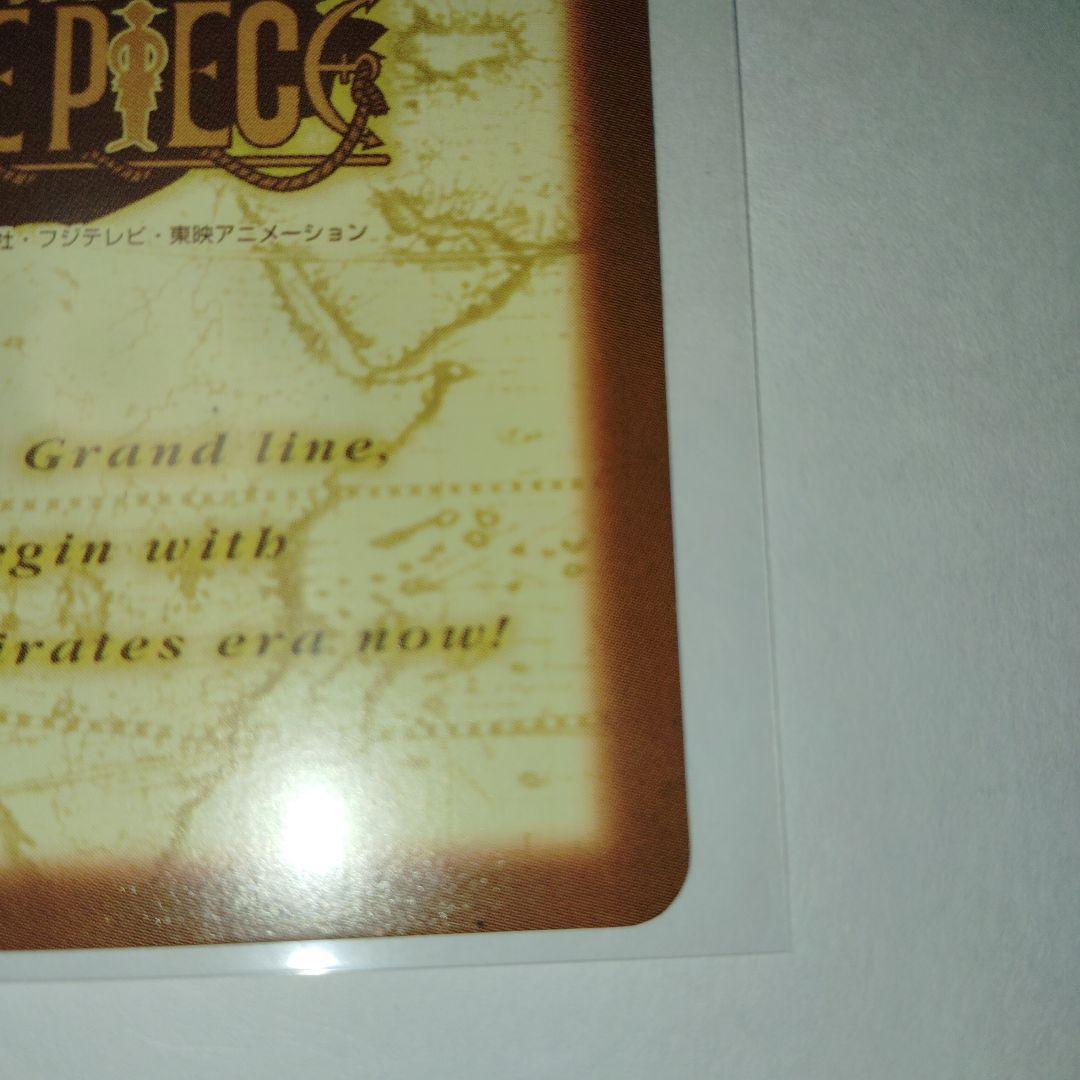 E PIECE
社・フジテレビ・東映アニメーション
Grand line,
egin with
irates era now!